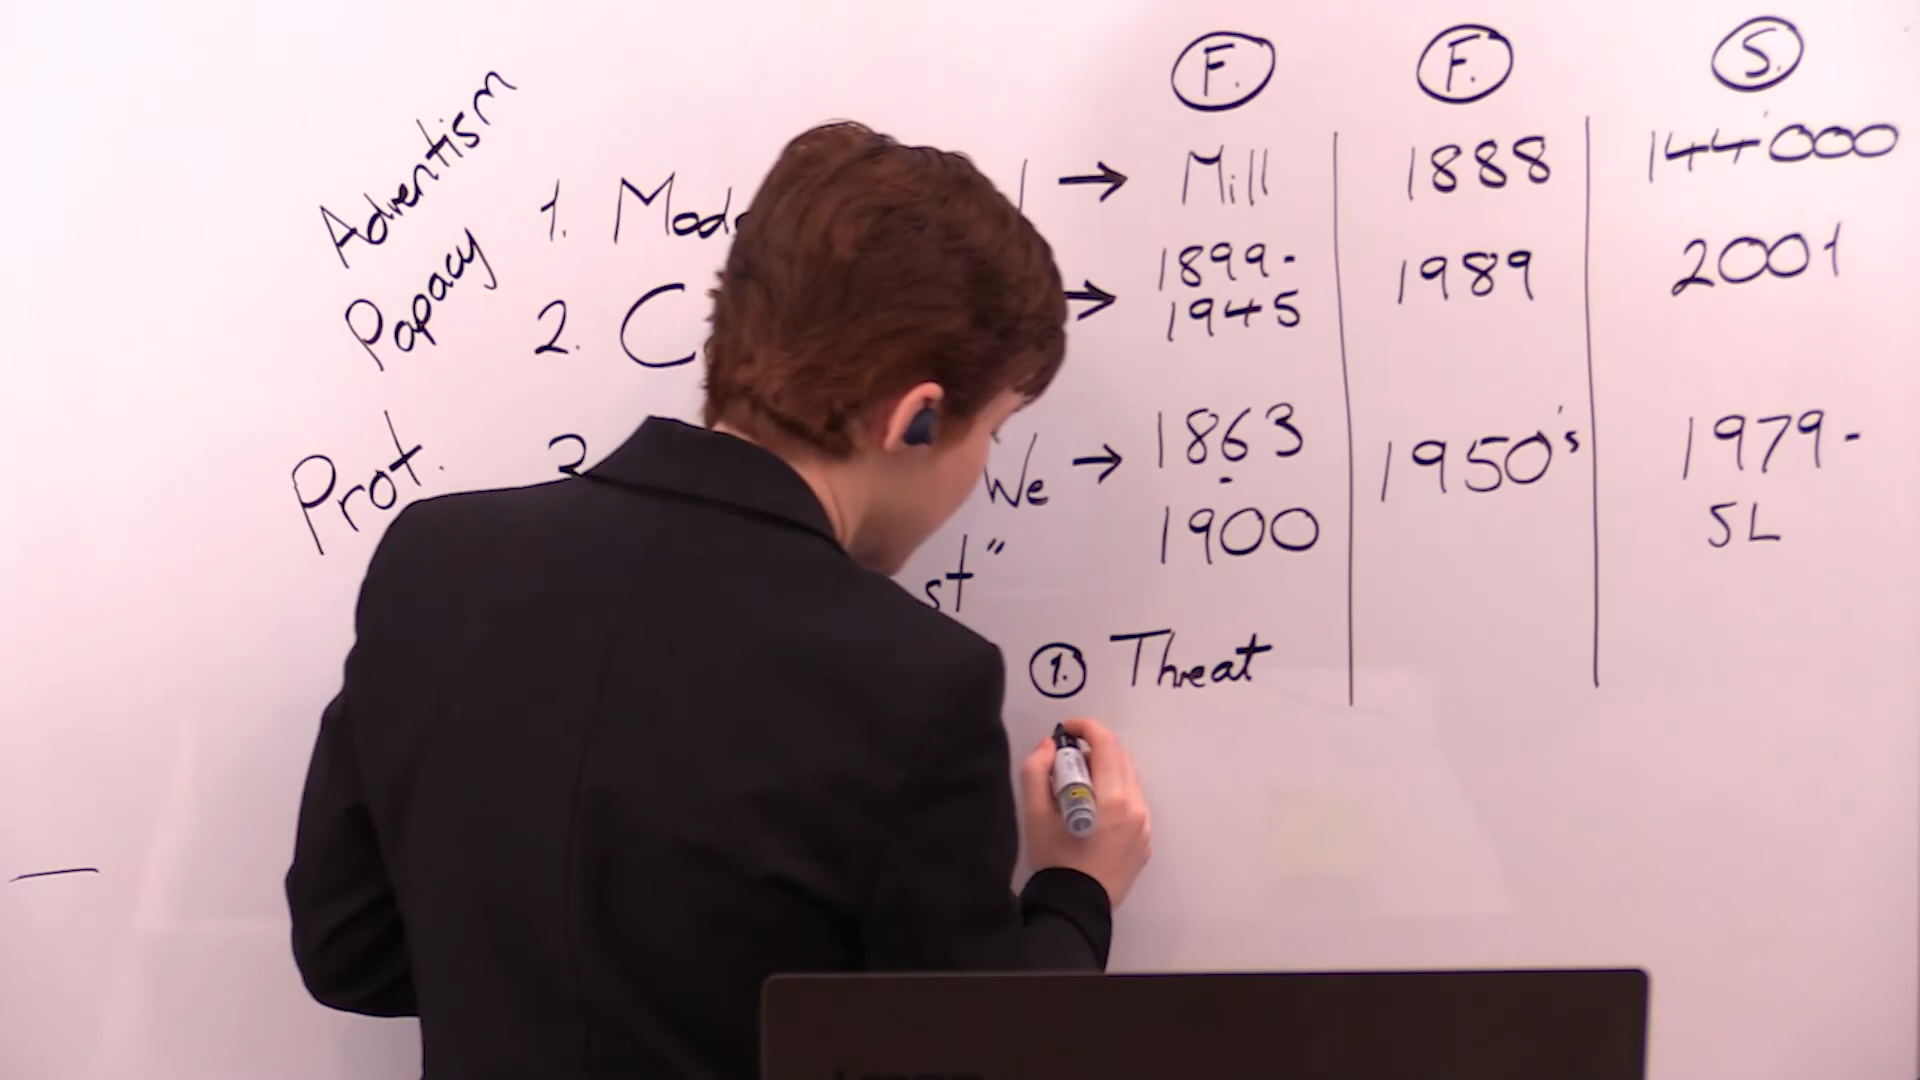 F. F. S.
Adventism 1. Mod → Mill 1888 144'000
Papacy 2. C → 1899- 1945 1989 2001
Prot. 3 We → 1863 - 1900 1950's 1979- SL
st"
1. Threat